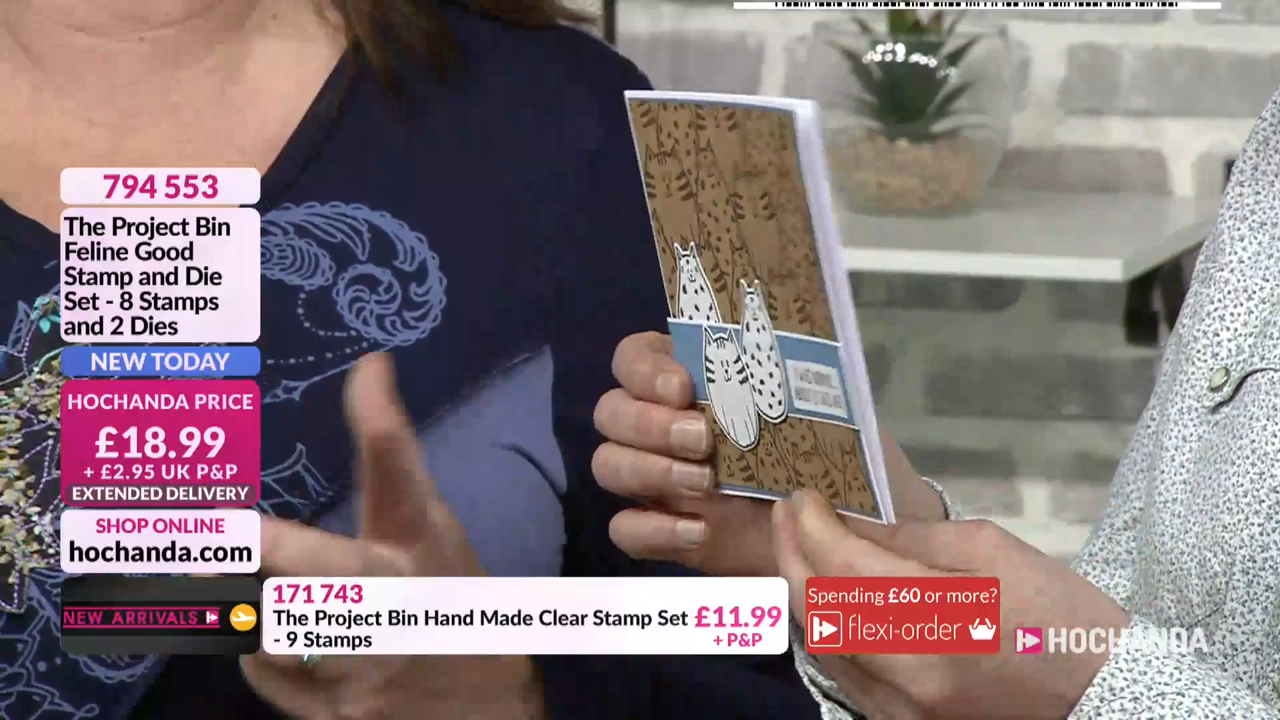 794 553
The Project Bin
Feline Good
Stamp and Die
Set - 8 Stamps
and 2 Dies
NEW TODAY
HOCHANDA PRICE
£18.99
+ £2.95 UK P&P
EXTENDED DELIVERY
SHOP ONLINE
hochanda.com
NEW ARRIVALS
171 743
The Project Bin Hand Made Clear Stamp Set
- 9 Stamps
£11.99
+ P&P
Spending £60 or more?
flexi-order
HOCHANDA